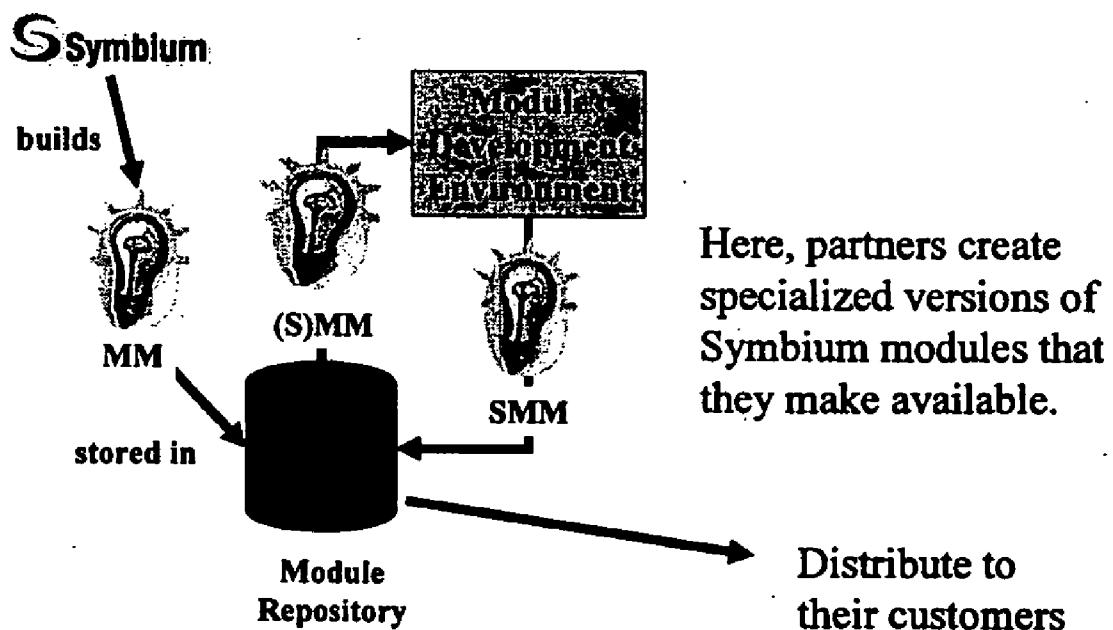 Symbium
builds
Module
Development
Environment
(S)MM
MM
SMM
Here, partners create
specialized versions of
Symbium modules that
they make available.
stored in
Module
Repository
Distribute to
their customers